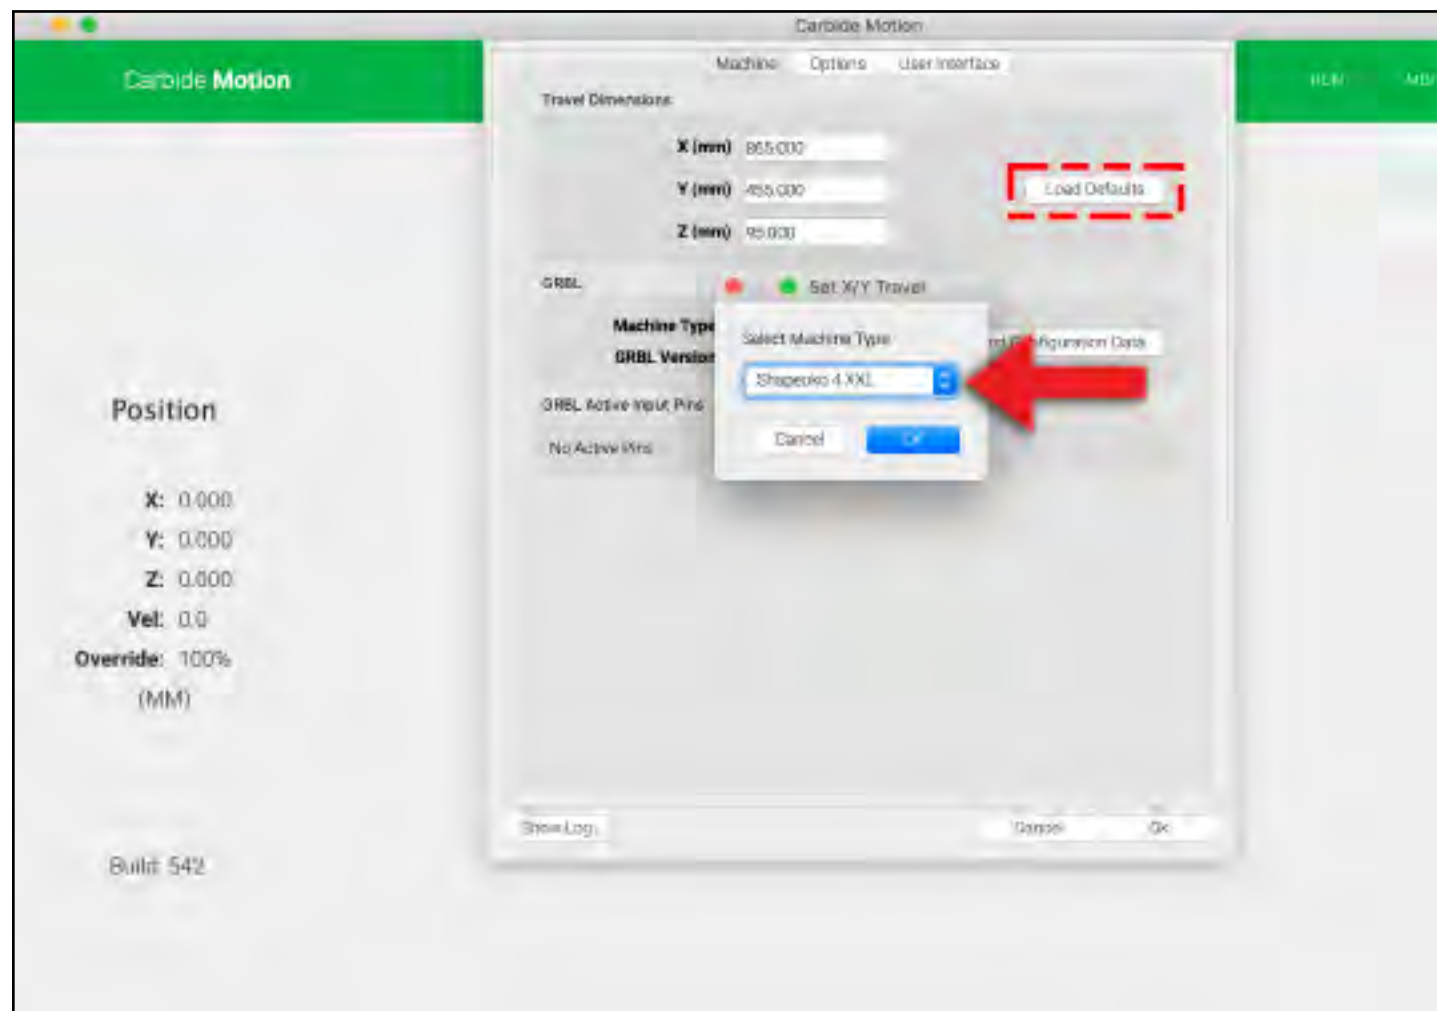 Carbide Motion
Carbide Motion
Machine Options User Interface
RUN
Travel Dimensions
X (mm) 865.000
Y (mm) 455.000
Load Defaults
Z (mm) 95.000
GRBL
Set X/Y Travel
Machine Type
Select Machine Type
Configuration Data
GRBL Version
Shapeoko 4 XXL
Position
GRBL Active Input Pins
Cancel OK
No Active Pins
X: 0.000
Y: 0.000
Z: 0.000
Vel: 0.0
Override: 100%
(MM)
Show Log
Cancel Ok
Build 542